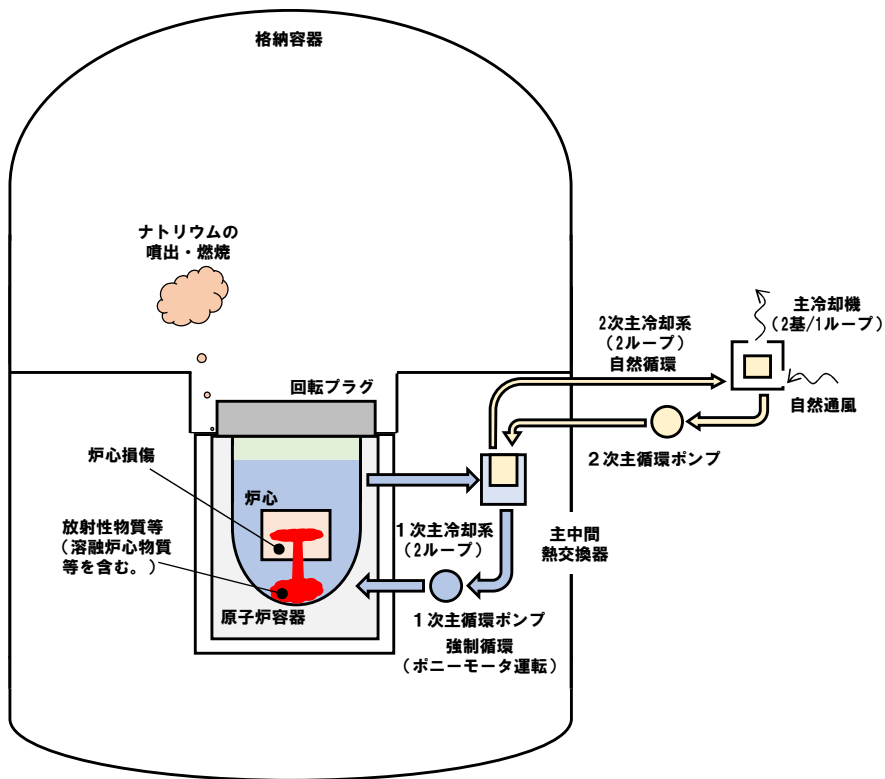 格納容器
ナトリウムの
噴出・燃焼
主冷却機
(2基/1ループ)
2次主冷却系
(2ループ)
自然循環
回転プラグ
自然通風
2次主循環ポンプ
炉心損傷
炉心
放射性物質等
(溶融炉心物質
等を含む。)
1次主冷却系
(2ループ)
主中間
熱交換器
原子炉容器
1次主循環ポンプ
強制循環
(ポニーモータ運転)